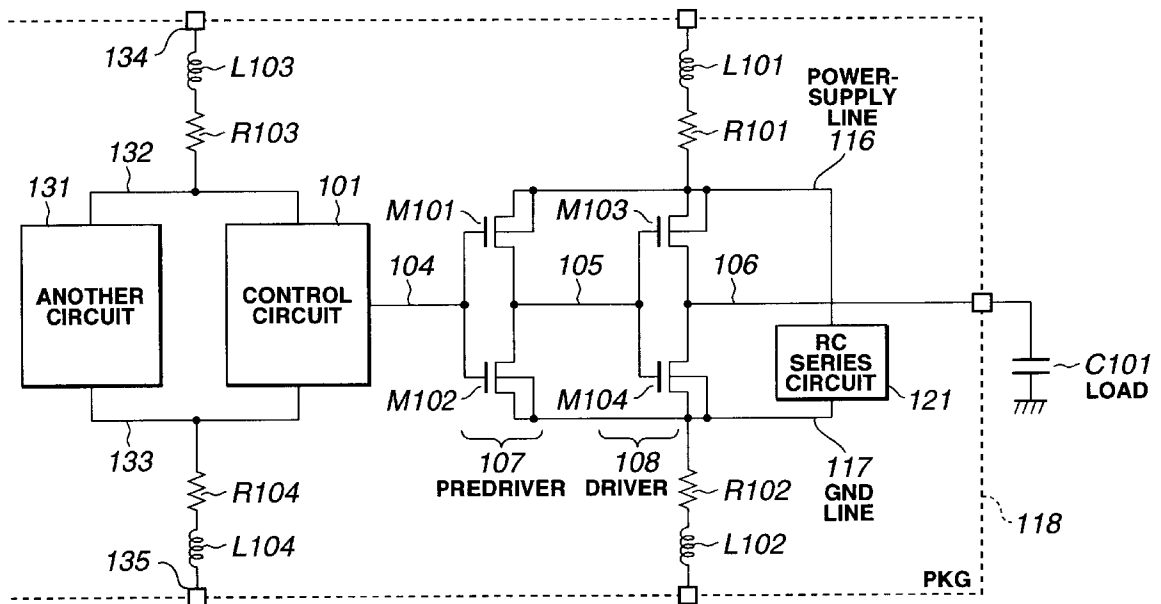 134
L103
L101
POWER-
SUPPLY
LINE
R103
R101
116
132
131
101
M101
M103
104
105
106
ANOTHER
CIRCUIT
CONTROL
CIRCUIT
RC
SERIES
CIRCUIT
C101
LOAD
M102
M104
121
133
107
PREDRIVER
108
DRIVER
117
GND
LINE
R104
R102
118
L104
L102
135
PKG